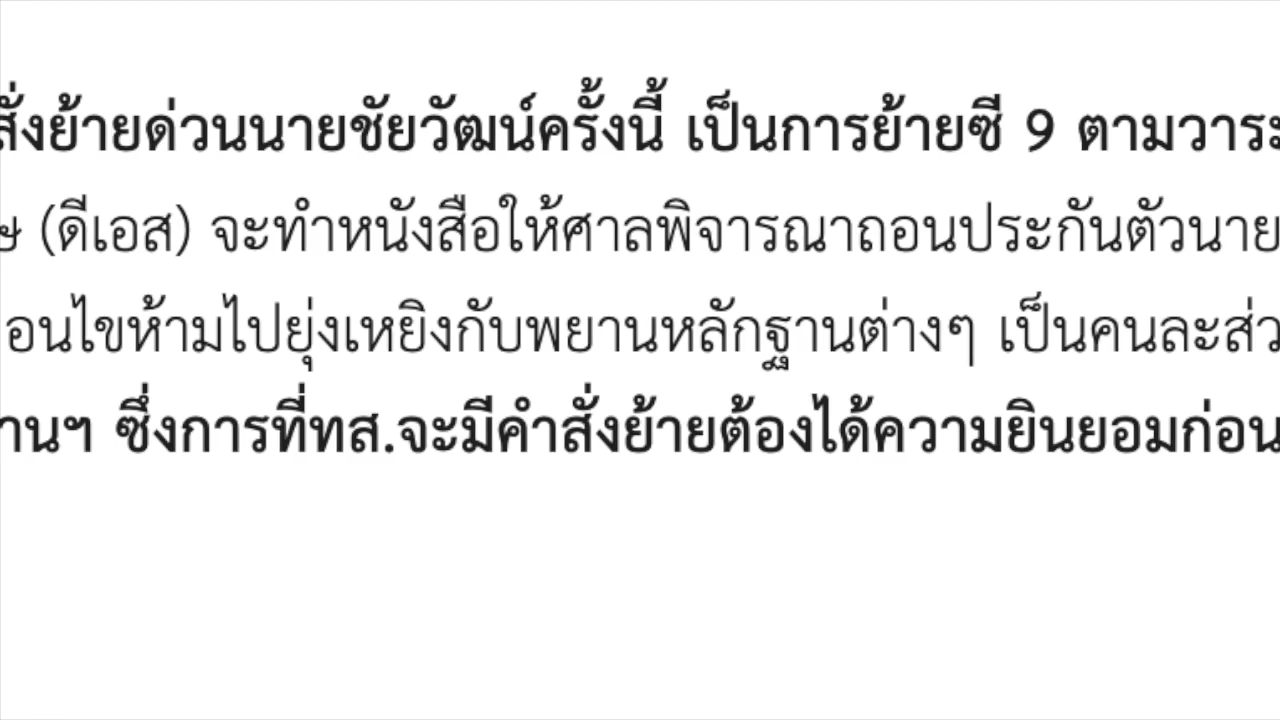 สั่งย้ายด่วนนายชัยวัฒน์ครั้งนี้ เป็นการย้ายซี 9 ตามวาระ
ษ (ดีเอส) จะทำหนังสือให้ศาลพิจารณาถอนประกันตัวนาย
อนไขห้ามไปยุ่งเหยิงกับพยานหลักฐานต่างๆ เป็นคนละส่ว
านฯ ซึ่งการที่ทส.จะมีคำสั่งย้ายต้องได้ความยินยอมก่อน